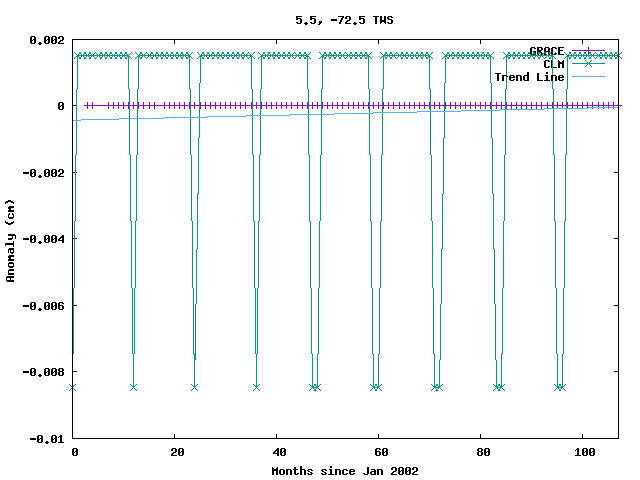 5.5, -72.5 TWS
0.002
GRACE
CLM
Trend Line
0
-0.002
-0.004
Anomaly (cm)
-0.006
-0.008
-0.01
0 20 40 60 80 100
Months since Jan 2002